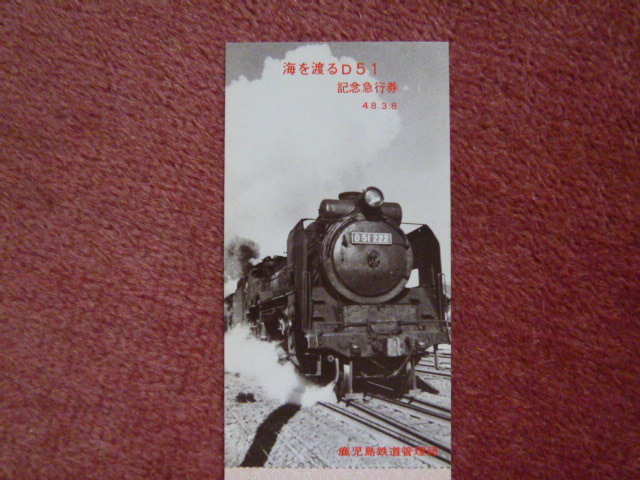 海を渡るD51
記念急行券
48.3.8
D51 222
鹿児島鉄道管理局